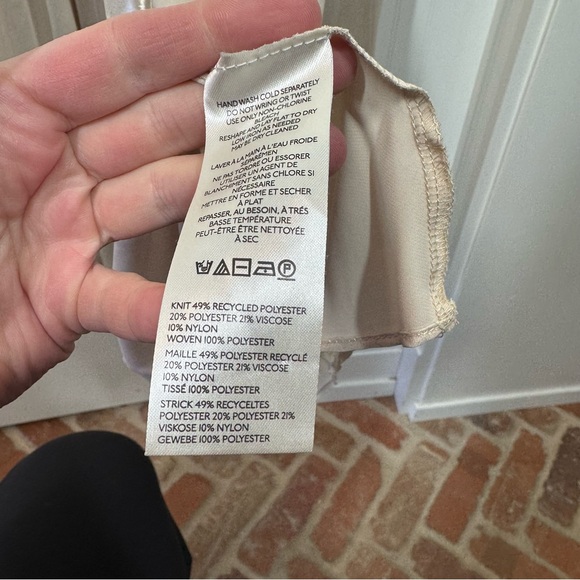 HAND WASH COLD SEPARATELY
DO NOT WRING OR TWIST
USE ONLY NON-CHLORINE
BLEACH
RESHAPE AND LAY FLAT TO DRY
LOW IRON AS NEEDED
MAY BE DRY CLEANED
LAVER À LA MAIN À L'EAU FROIDE
SÉPARÉMEN
NE PAS TORDRE OU ESSORER
UTILISER UN AGENT DE
BLANCHIMENT SANS CHLORE SI
NÉCESSAIRE
METTRE EN FORME ET SECHER
À PLAT
REPASSER, AU BESOIN, À TRÉS
BASSE TEMPÉRATURE
PEUT-ÊTRE ÊTRE NETTOYÉE
À SEC
P
KNIT 49% RECYCLED POLYESTER
20% POLYESTER 21% VISCOSE
10% NYLON
WOVEN 100% POLYESTER
MAILLE 49% POLYESTER RECYCLÉ
20% POLYESTER 21% VISCOSE
10% NYLON
TISSÉ 100% POLYESTER
STRICK 49% RECYCELTES
POLYESTER 20% POLYESTER 21%
VISKOSE 10% NYLON
GEWEBE 100% POLYESTER